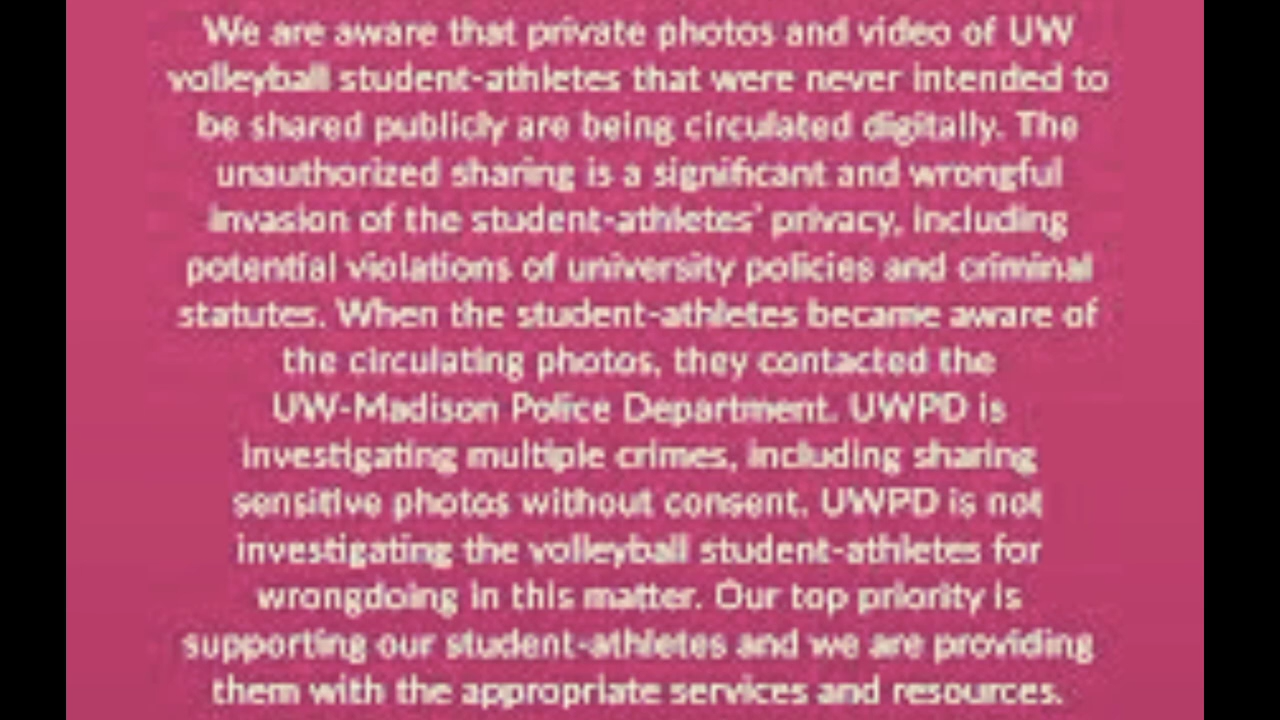 We are aware that private photos and video of UW
volleyball student-athletes that were never intended to
be shared publicly are being circulated digitally. The
unauthorized sharing is a significant and wrongful
invasion of the student-athletes' privacy, including
potential violations of university policies and criminal
statutes. When the student-athletes became aware of
the circulating photos, they contacted the
UW-Madison Police Department. UWPD is
investigating multiple crimes, including sharing
sensitive photos without consent. UWPD is not
investigating the volleyball student-athletes for
wrongdoing in this matter. Our top priority is
supporting our student-athletes and we are providing
them with the appropriate services and resources.